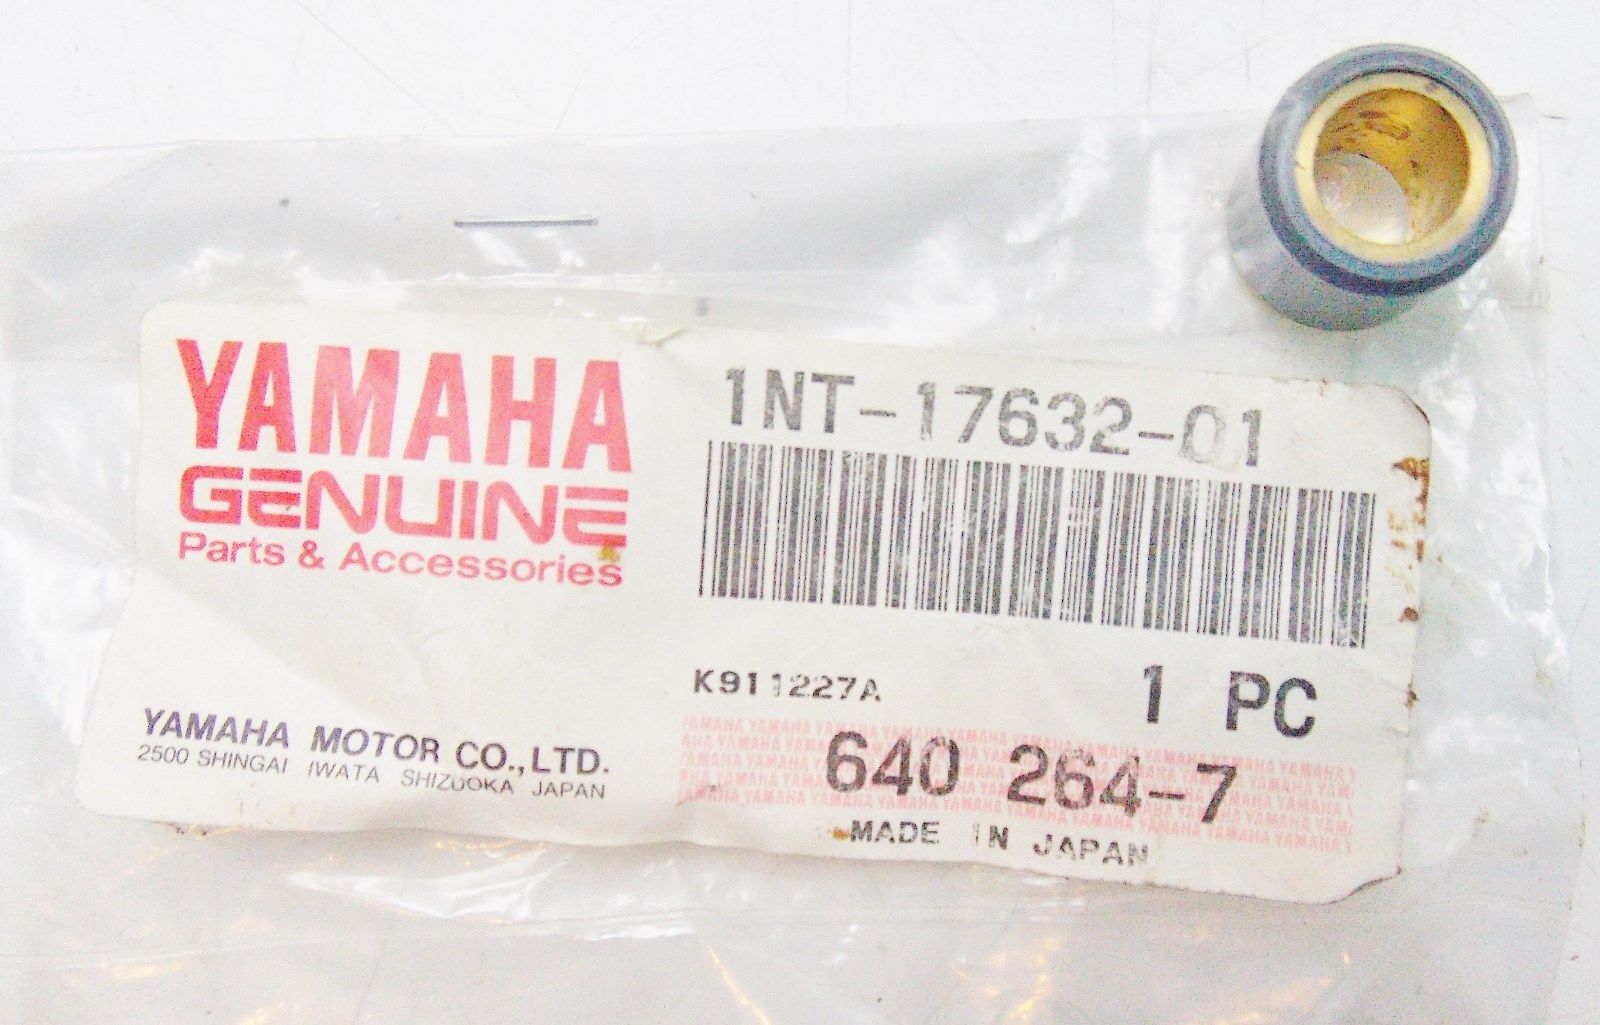 YAMAHA
GENUINE
Parts & Accessories
1NT-17632-01
K911227A
1 PC
YAMAHA MOTOR CO., LTD.
2500 SHINGAI IWATA SHIZUOKA JAPAN
640 264-7
MADE IN JAPAN